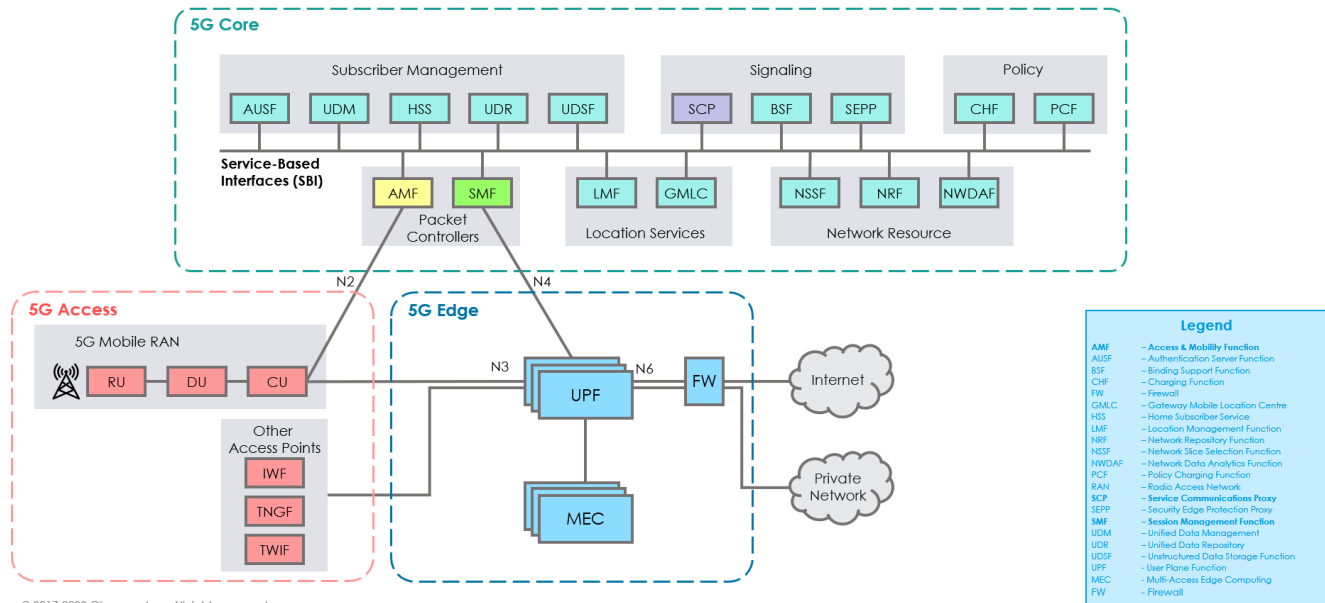 5G Core
Subscriber Management
Signaling
Policy
AUSF
UDM
HSS
UDR
UDSF
SCP
BSF
SEPP
CHF
PCF
Service-Based
Interfaces (SBI)
AMF
SMF
LMF
GMLC
NSSF
NRF
NWDAF
Packet
Controllers
Location Services
Network Resource
N2
N4
5G Access
5G Edge
5G Mobile RAN
RU
DU
CU
N3
UPF
N6
FW
Internet
Other
Access Points
IWF
TNGF
TWIF
MEC
Private
Network
Legend
AMF – Access & Mobility Function
AUSF – Authentication Server Function
BSF – Binding Support Function
CHF – Charging Function
FW – Firewall
GMLC – Gateway Mobile Location Centre
HSS – Home Subscriber Service
LMF – Location Management Function
NRF – Network Repository Function
NSSF – Network Slice Selection Function
NWDAF – Network Data Analytics Function
PCF – Policy Charging Function
RAN – Radio Access Network
SCP – Service Communications Proxy
SEPP – Security Edge Protection Proxy
SMF – Session Management Function
UDM – Unified Data Management
UDR – Unified Data Repository
UDSF – Unstructured Data Storage Function
UPF - User Plane Function
MEC - Multi-Access Edge Computing
FW - Firewall